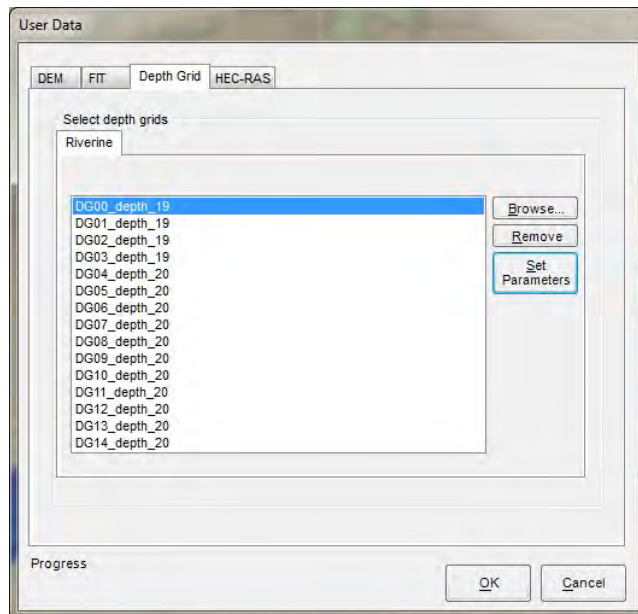 User Data
DEM FIT Depth Grid HEC-RAS
Select depth grids
Riverine
DG00_depth_19
DG01_depth_19
DG02_depth_19
DG03_depth_19
DG04_depth_20
DG05_depth_20
DG06_depth_20
DG07_depth_20
DG08_depth_20
DG09_depth_20
DG10_depth_20
DG11_depth_20
DG12_depth_20
DG13_depth_20
DG14_depth_20
Browse...
Remove
Set
Parameters
Progress
OK Cancel